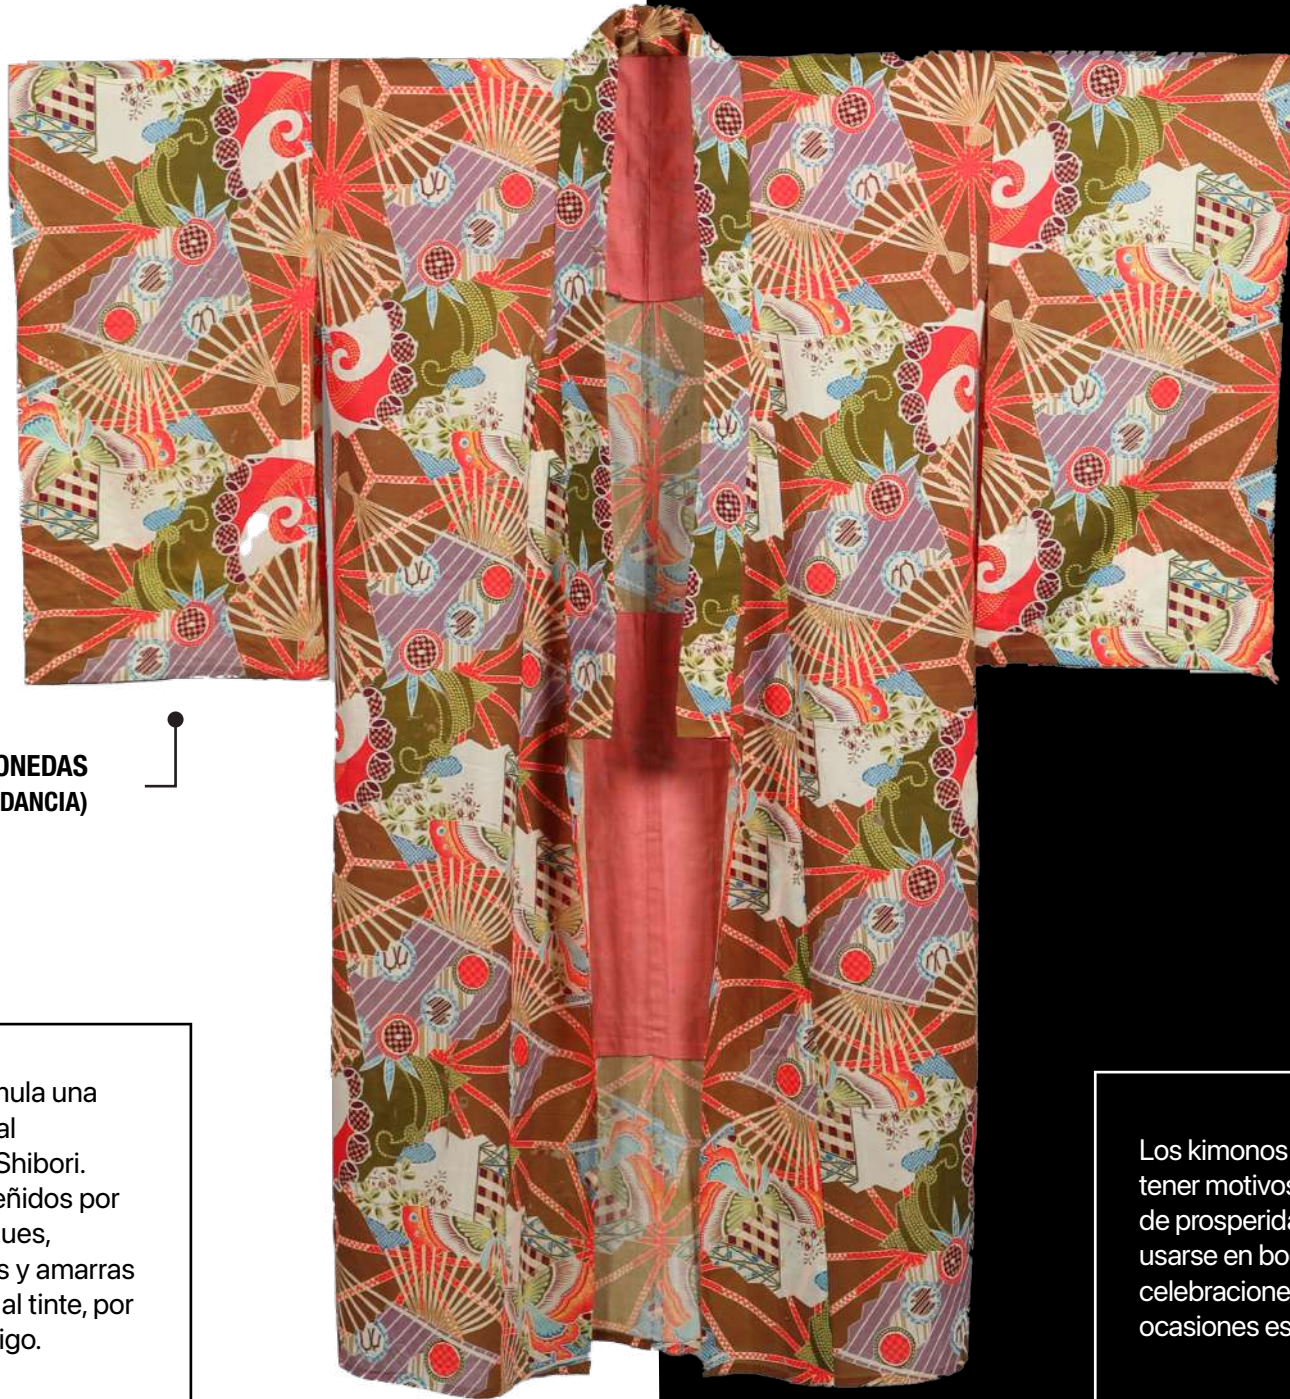 ONEDAS
DANCIA)
mula una
al
Shibori.
eñidos por
ues,
s y amarras
al tinte, por
igo.
Los kimonos
tener motivos
de prosperida
usarse en bo
celebracione
ocasiones es